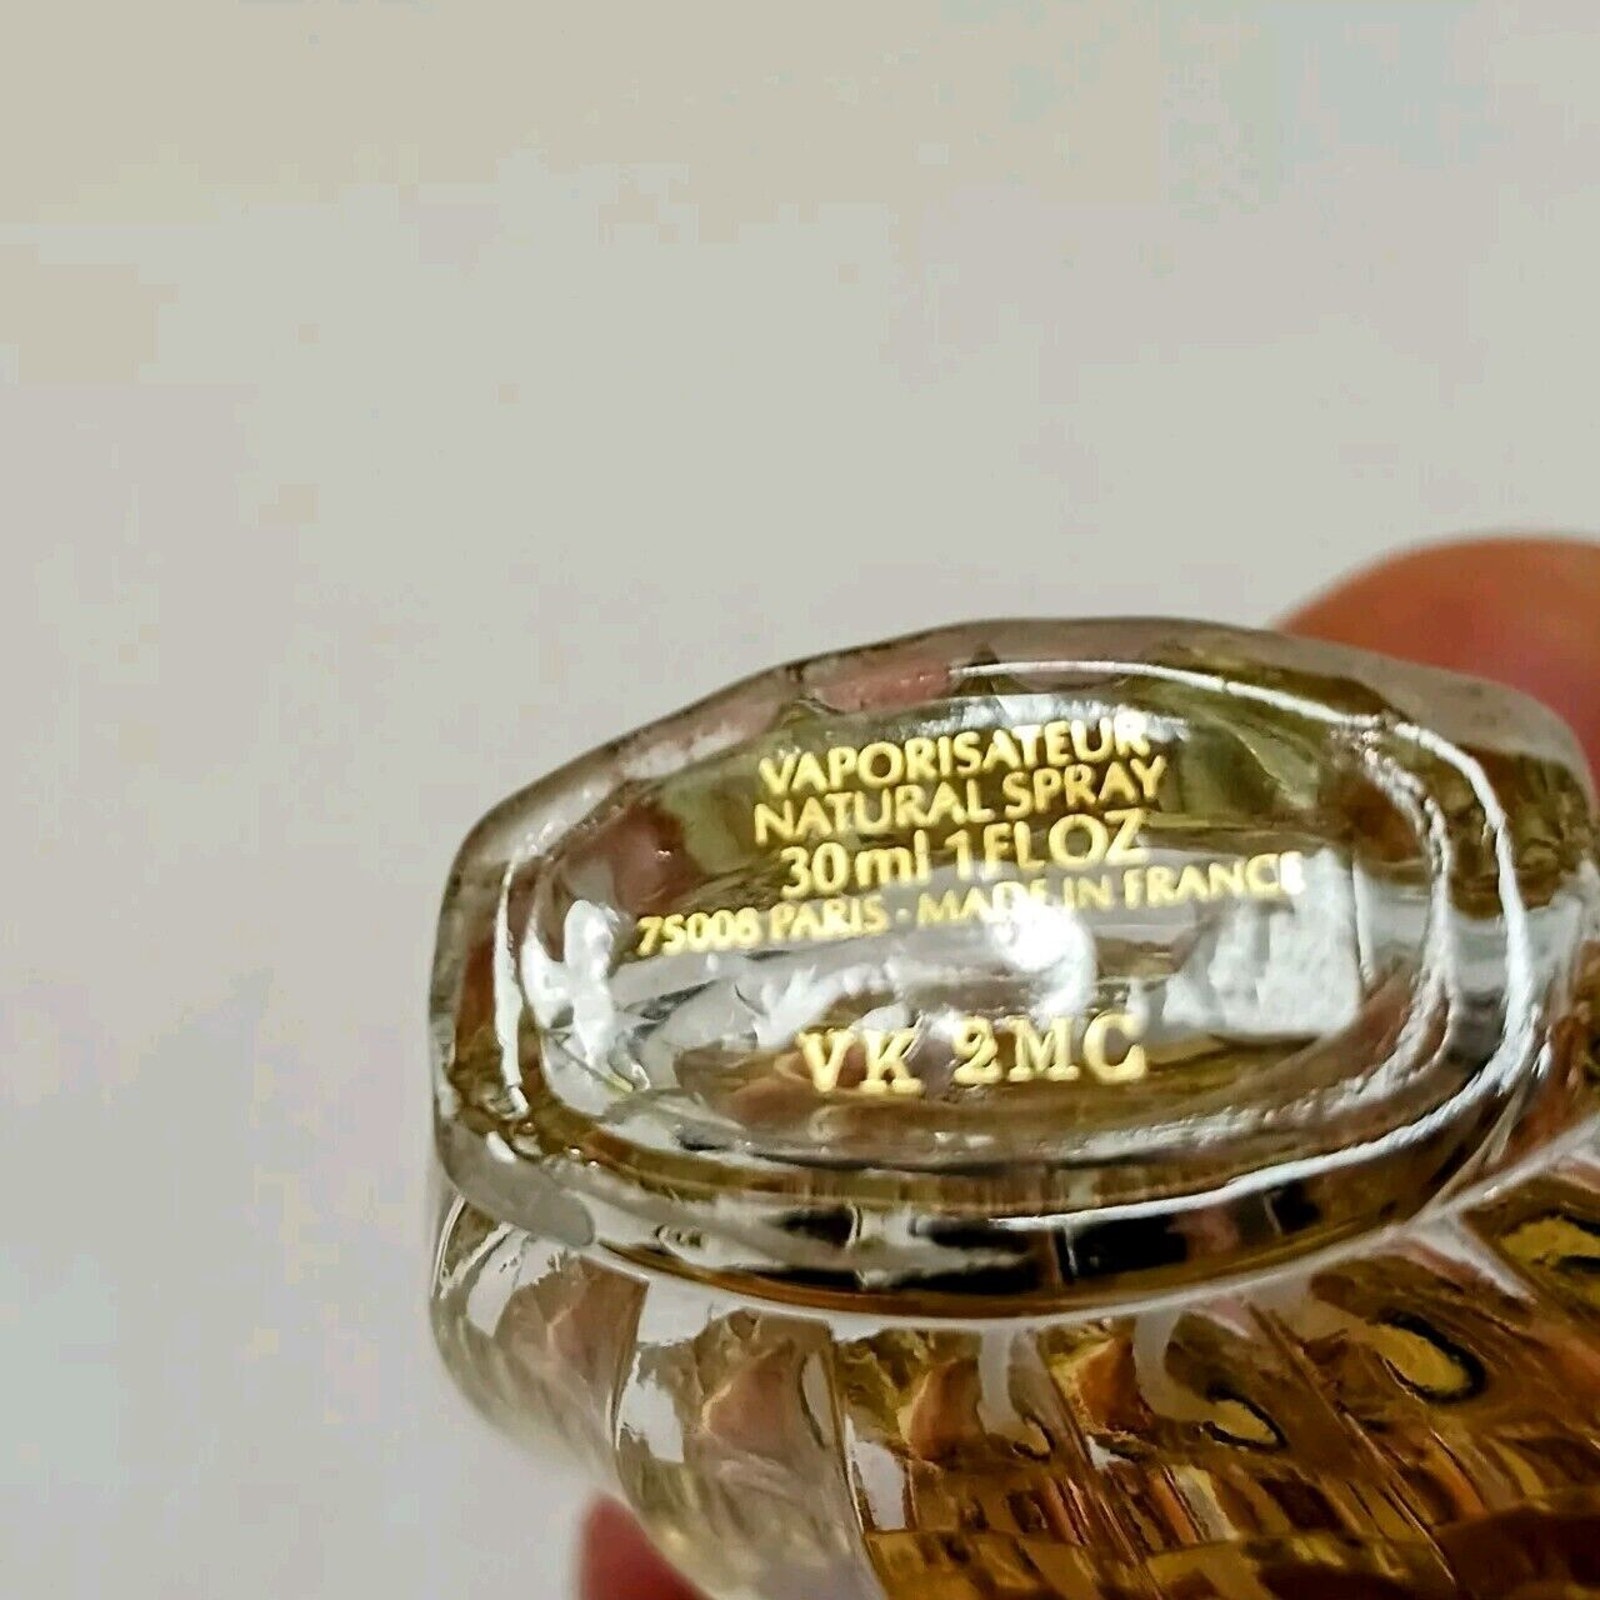 VAPORISATEUR
NATURAL SPRAY
30ml 1FLOZ
75008 PARIS · MADE IN FRANCE
VK 2MC